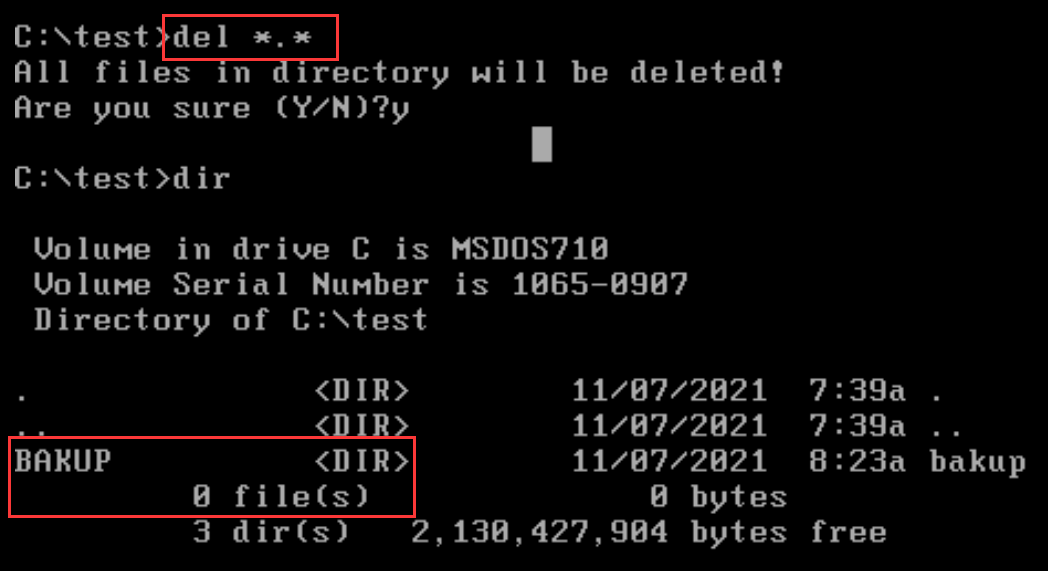 C:\test>del *.*
All files in directory will be deleted!
Are you sure (Y/N)?y
C:\test>dir
Volume in drive C is MSDOS710
Volume Serial Number is 1065-0907
Directory of C:\test
. <DIR> 11/07/2021 7:39a .
.. <DIR> 11/07/2021 7:39a ..
BAKUP <DIR> 11/07/2021 8:23a bakup
0 file(s) 0 bytes
3 dir(s) 2,130,427,904 bytes free